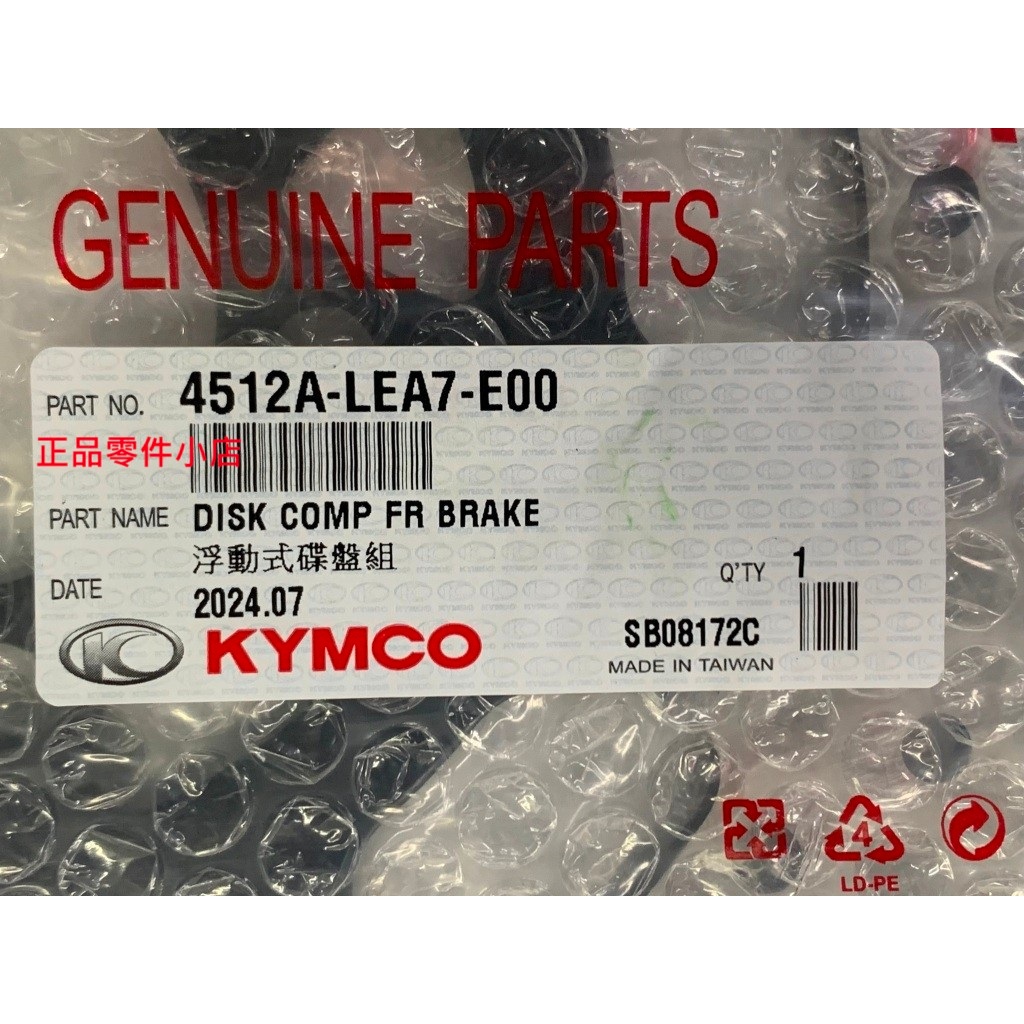 GENUINE PARTS
PART NO. 4512A-LEA7-E00
正品零件小店
PART NAME DISK COMP FR BRAKE
浮動式碟盤組
Q'TY 1
DATE 2024.07
KYMCO
SB08172C
MADE IN TAIWAN
4
LD-PE